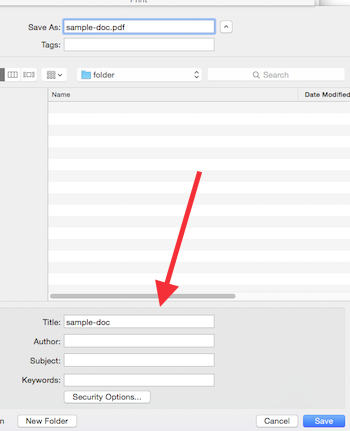 Print
Save As: sample-doc.pdf
Tags:
folder Search
Name Date Modified
Title: sample-doc
Author:
Subject:
Keywords:
Security Options...
New Folder Cancel Save